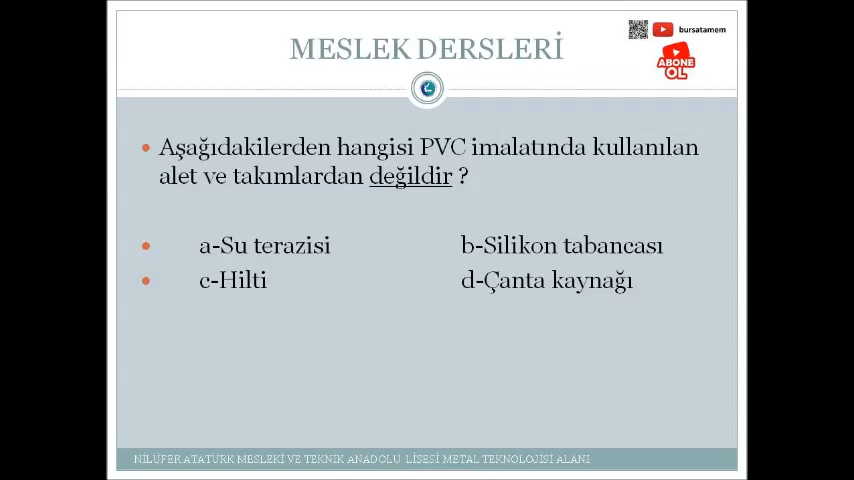 bursatamem
ABONE
OL
MESLEK DERSLERİ
Aşağıdakilerden hangisi PVC imalatında kullanılan
alet ve takımlardan değildir ?
a-Su terazisi b-Silikon tabancası
c-Hilti d-Çanta kaynağı
NİLÜFER ATATÜRK MESLEKİ VE TEKNİK ANADOLU LİSESİ METAL TEKNOLOJİSİ ALANI